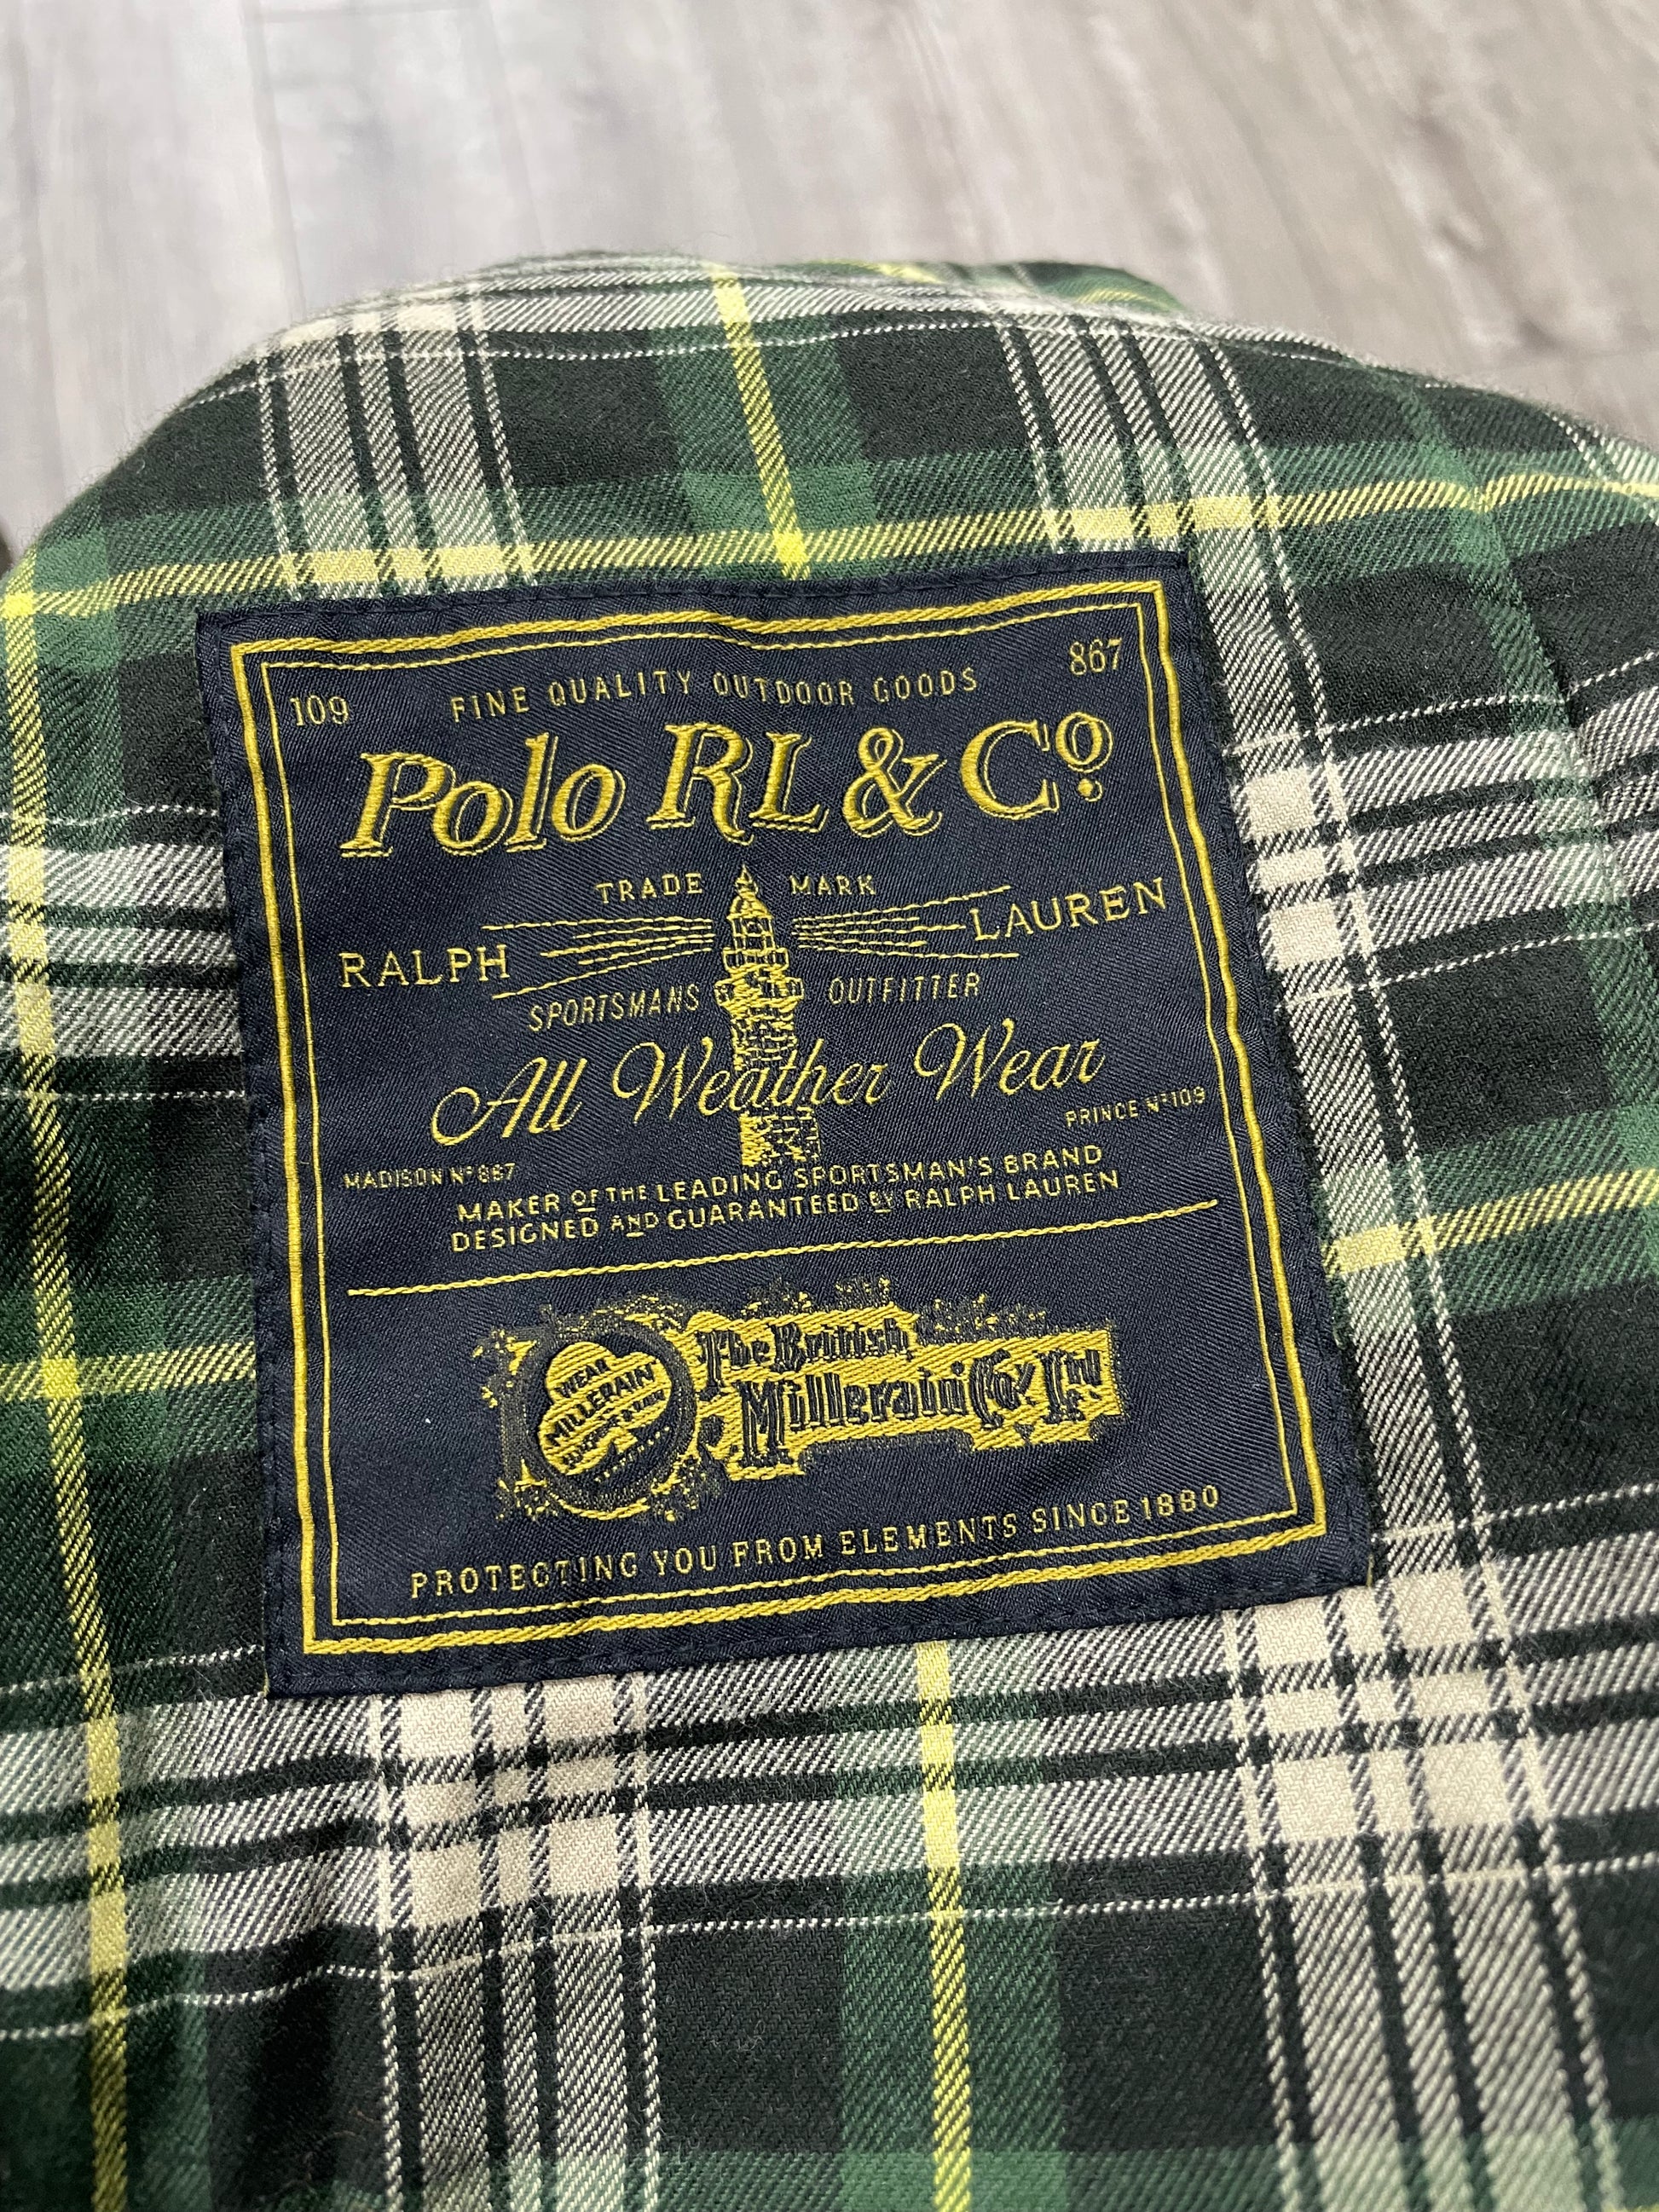 109 FINE QUALITY OUTDOOR GOODS 867
Polo RL & Cº
TRADE MARK
RALPH LAUREN
SPORTSMANS OUTFITTER
All Weather Wear
PRINCE Nº 109
MADISON Nº 867
MAKER OF THE LEADING SPORTSMAN'S BRAND
DESIGNED AND GUARANTEED BY RALPH LAUREN
WEAR
MILLERAIN
The British
Millerain Coy Ltd
PROTECTING YOU FROM ELEMENTS SINCE 1880